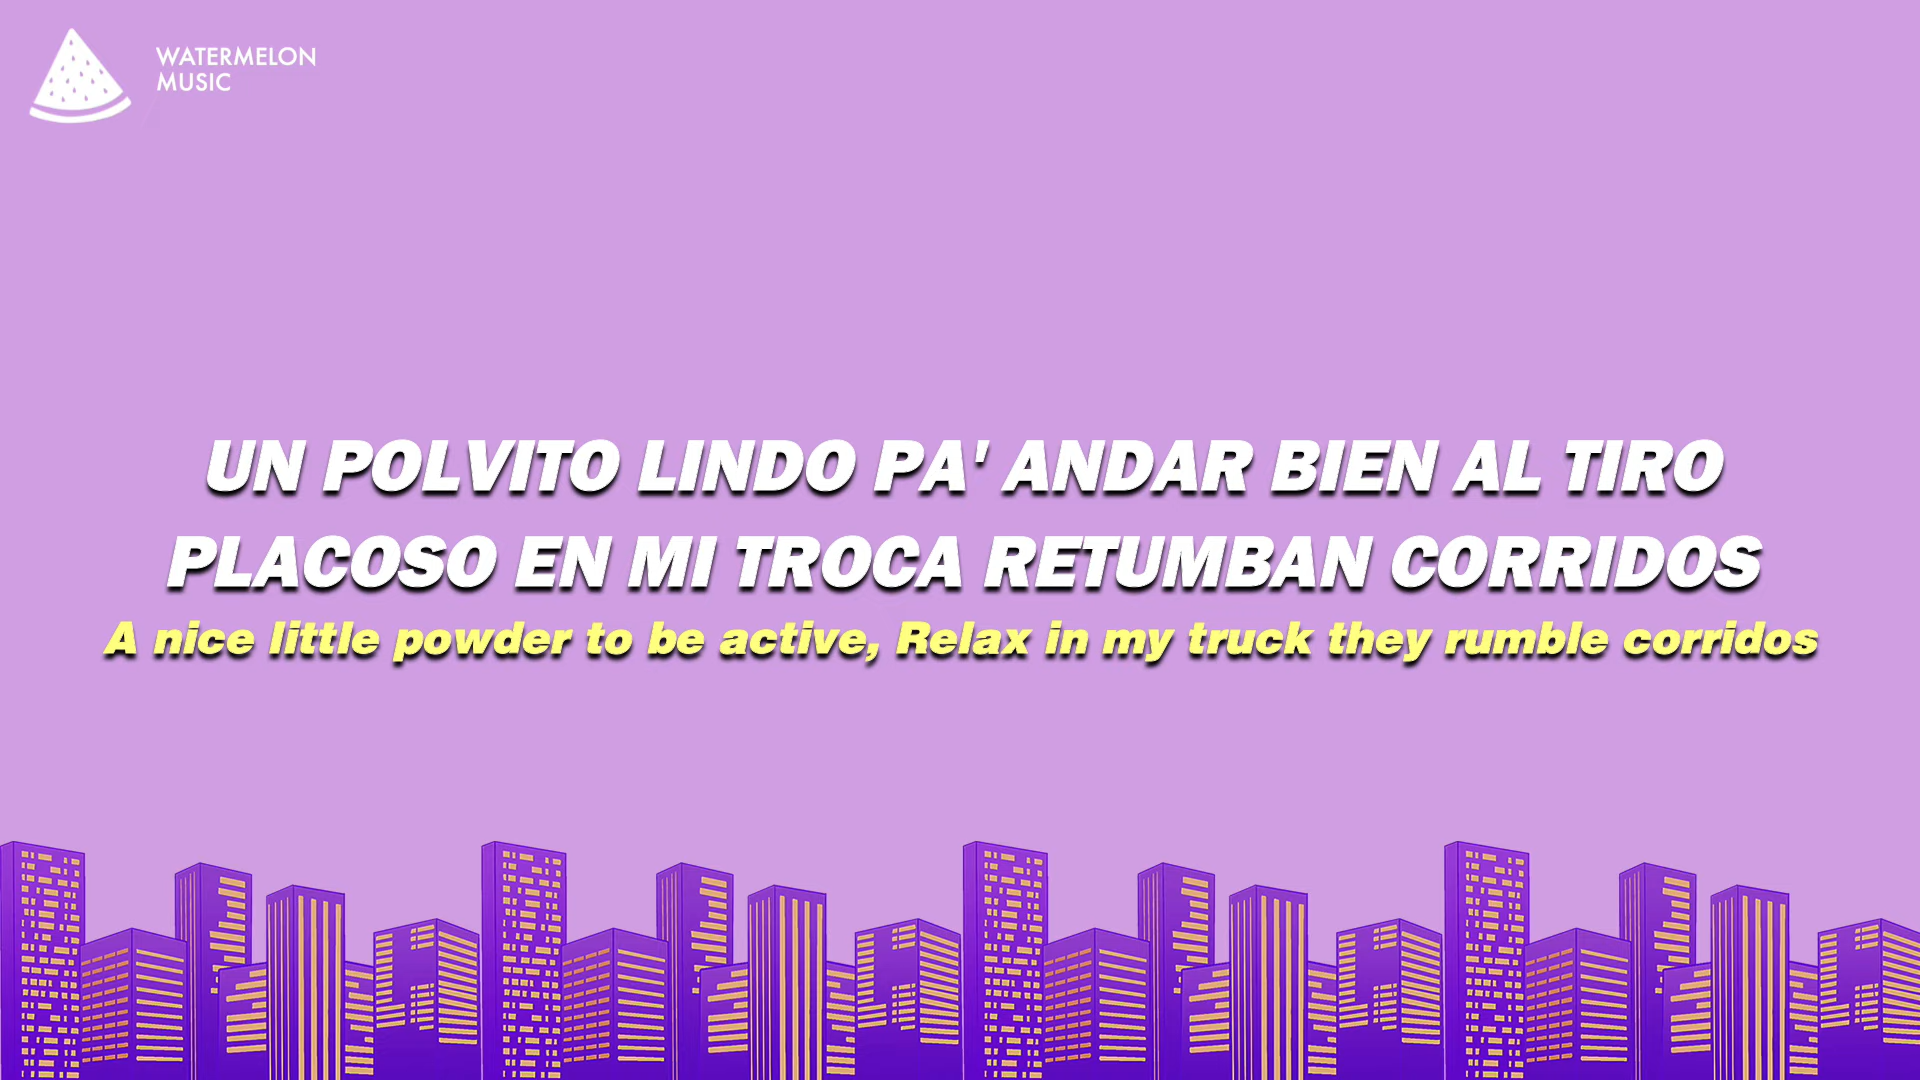 WATERMELON
MUSIC
UN POLVITO LINDO PA' ANDAR BIEN AL TIRO
PLACOSO EN MI TROCA RETUMBAN CORRIDOS
A nice little powder to be active, Relax in my truck they rumble corridos